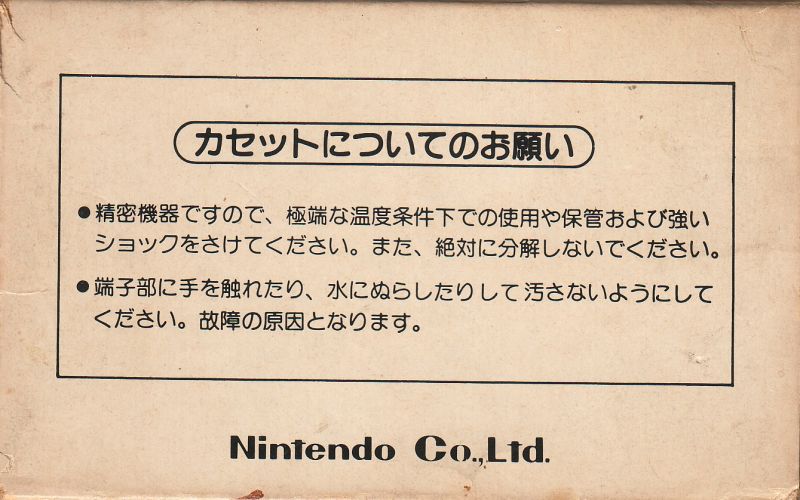 カセットについてのお願い
●精密機器ですので、極端な温度条件下での使用や保管および強い
ショックをさけてください。また、絶対に分解しないでください。
●端子部に手を触れたり、水にぬらしたりして汚さないようにして
ください。故障の原因となります。
Nintendo Co.,Ltd.